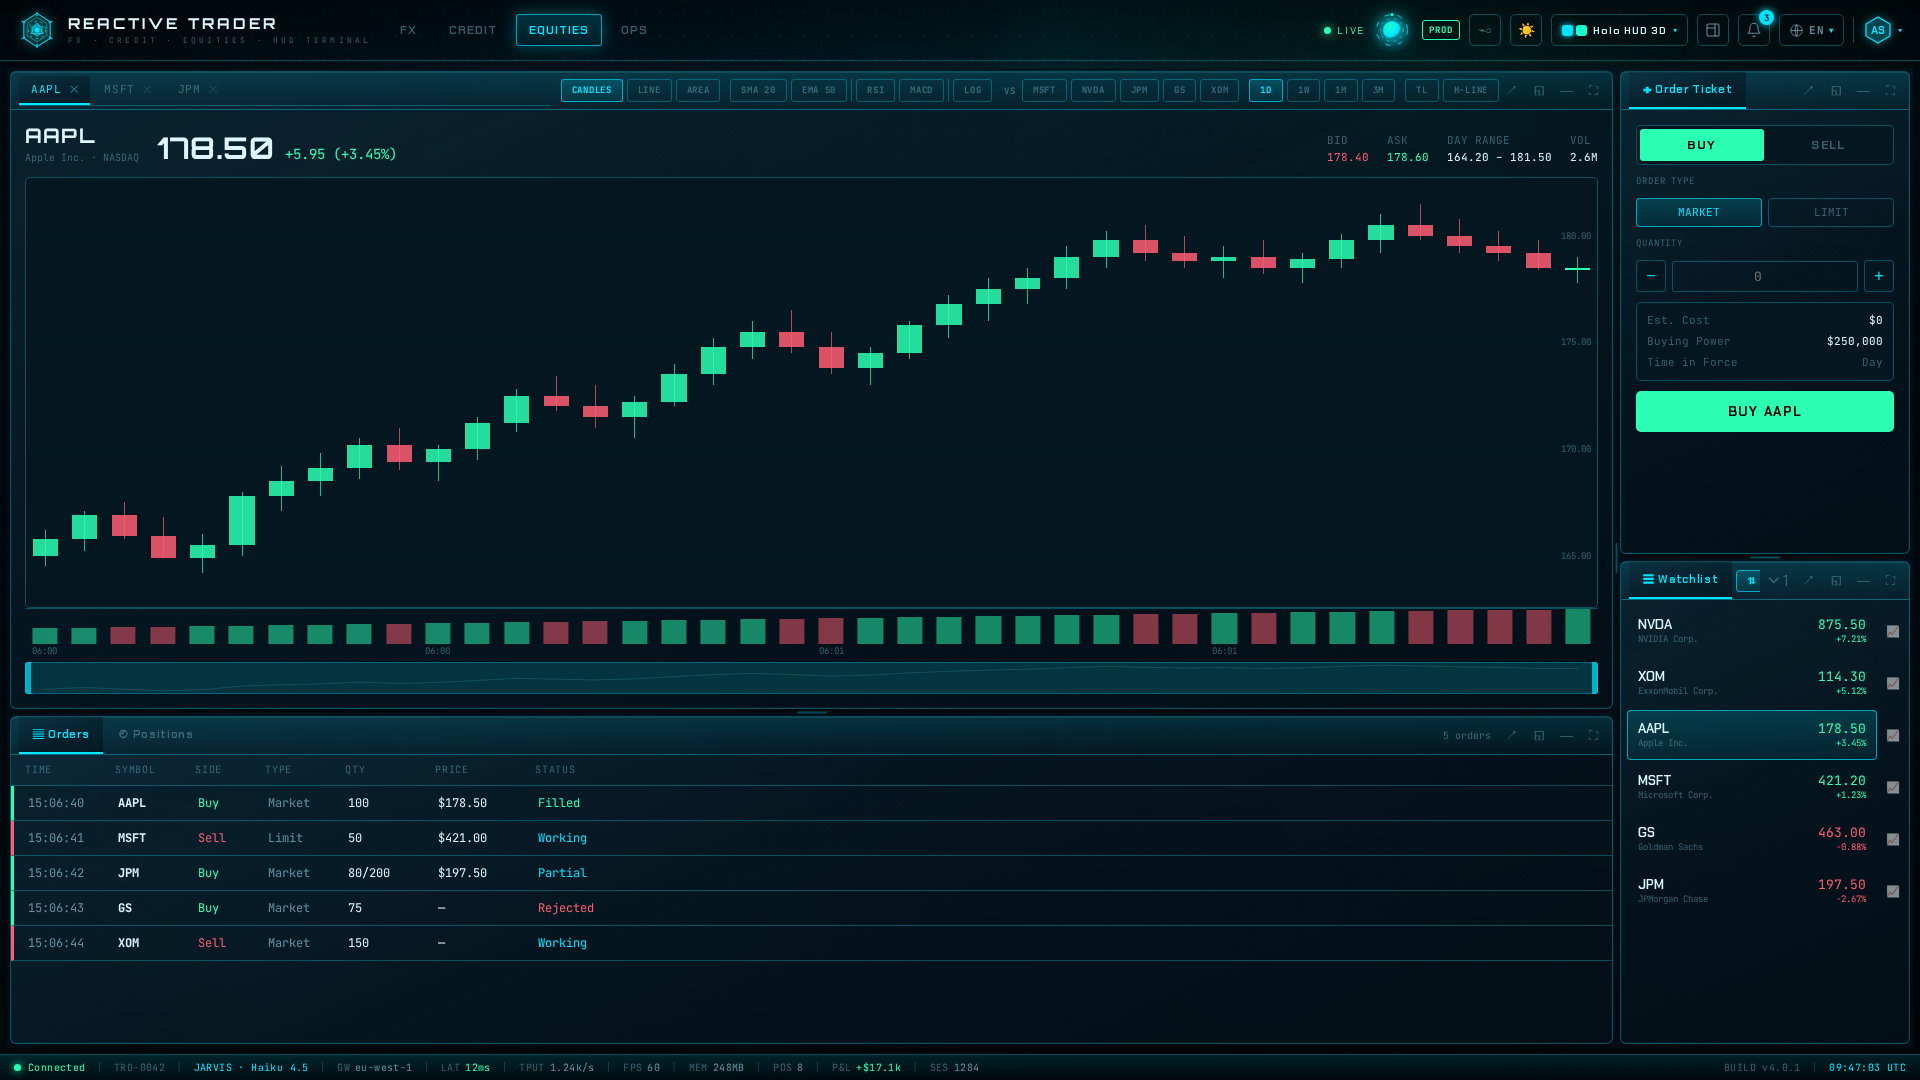 REACTIVE TRADER
FX · CREDIT · EQUITIES · HUD TERMINAL
FX CREDIT EQUITIES OPS
LIVE PROD Holo HUD 3D 3 EN AS
AAPL MSFT JPM
CANDLES LINE AREA SMA 20 EMA 50 RSI MACD LOG VS MSFT NVDA JPM GS XOM 1D 1W 1M 3M TL H-LINE
AAPL
Apple Inc. · NASDAQ
178.50 +5.95 (+3.45%)
BID ASK DAY RANGE VOL
178.40 178.60 164.20 – 181.50 2.6M
180.00
175.00
170.00
165.00
06:00 06:00 06:01 06:01
Orders Positions 5 orders
TIME SYMBOL SIDE TYPE QTY PRICE STATUS
15:06:40 AAPL Buy Market 100 $178.50 Filled
15:06:41 MSFT Sell Limit 50 $421.00 Working
15:06:42 JPM Buy Market 80/200 $197.50 Partial
15:06:43 GS Buy Market 75 — Rejected
15:06:44 XOM Sell Market 150 — Working
Order Ticket
BUY SELL
ORDER TYPE
MARKET LIMIT
QUANTITY
− 0 +
Est. Cost $0
Buying Power $250,000
Time in Force Day
BUY AAPL
Watchlist 1
NVDA 875.50
NVIDIA Corp. +7.21%
XOM 114.30
ExxonMobil Corp. +5.12%
AAPL 178.50
Apple Inc. +3.45%
MSFT 421.20
Microsoft Corp. +1.23%
GS 463.00
Goldman Sachs -0.88%
JPM 197.50
JPMorgan Chase -2.67%
Connected TRD-0042 JARVIS · Haiku 4.5 GW eu-west-1 LAT 12ms TPUT 1.24k/s FPS 60 MEM 248MB POS 8 P&L +$17.1k SES 1284 BUILD v4.0.1 09:47:03 UTC